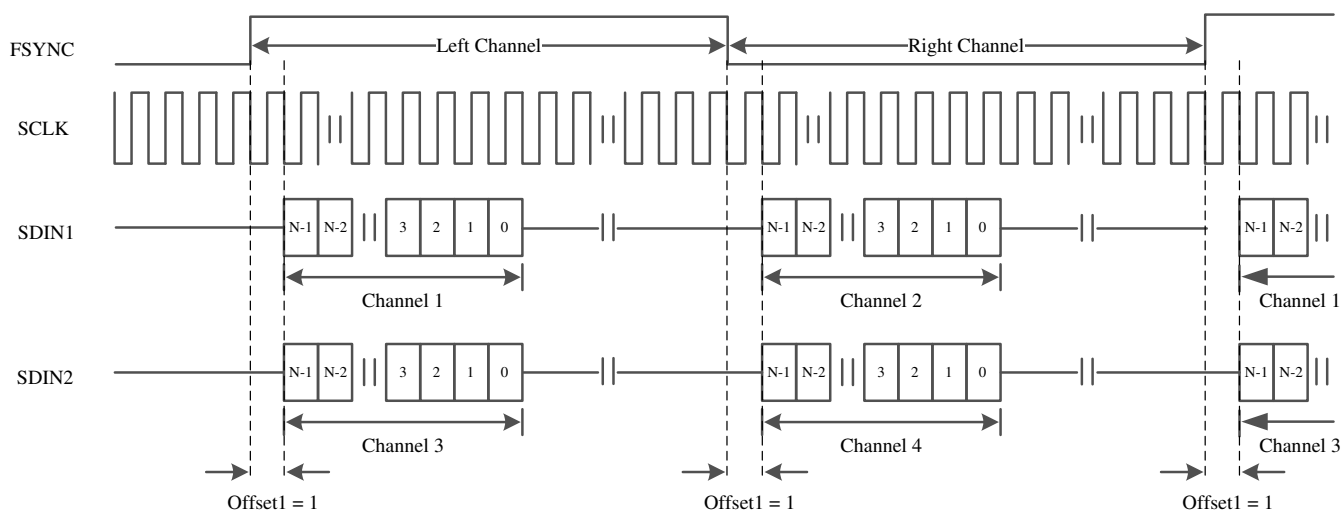 FSYNC
Left Channel
Right Channel
SCLK
SDIN1
N-1 N-2 3 2 1 0
N-1 N-2 3 2 1 0
N-1 N-2
Channel 1
Channel 2
Channel 1
SDIN2
N-1 N-2 3 2 1 0
N-1 N-2 3 2 1 0
N-1 N-2
Channel 3
Channel 4
Channel 3
Offset1 = 1
Offset1 = 1
Offset1 = 1